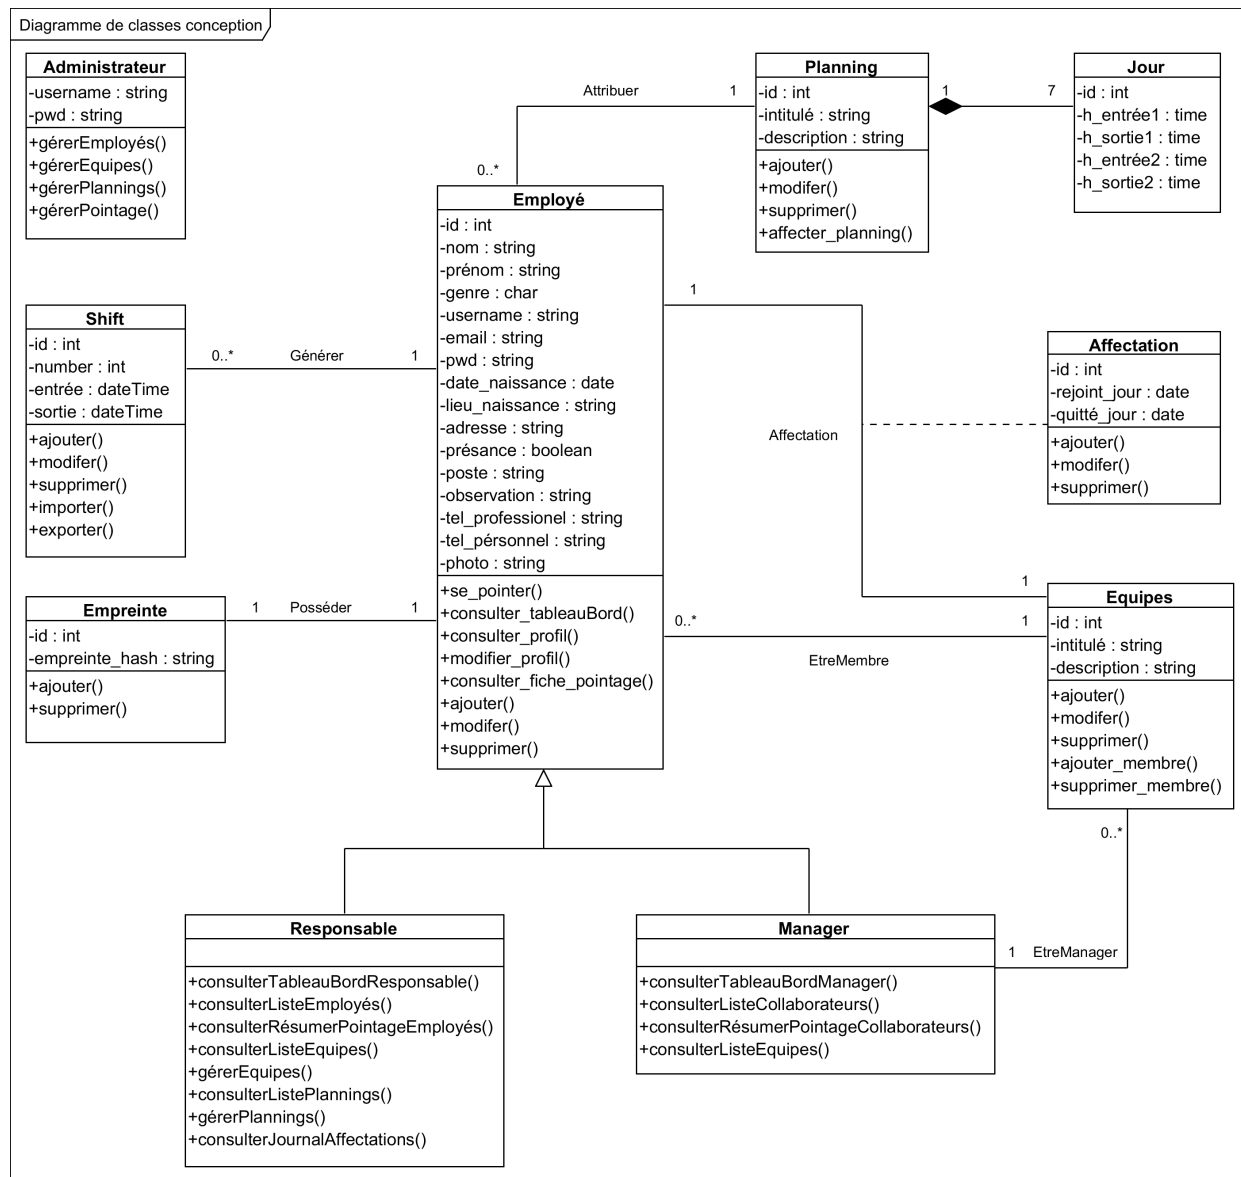 Diagramme de classes conception
Administrateur
-username : string
-pwd : string
+gérerEmployés()
+gérerEquipes()
+gérerPlannings()
+gérerPointage()
Attribuer
1
0..*
Planning
-id : int
-intitulé : string
-description : string
+ajouter()
+modifer()
+supprimer()
+affecter_planning()
1
7
Jour
-id : int
-h_entrée1 : time
-h_sortie1 : time
-h_entrée2 : time
-h_sortie2 : time
Employé
-id : int
-nom : string
-prénom : string
-genre : char
-username : string
-email : string
-pwd : string
-date_naissance : date
-lieu_naissance : string
-adresse : string
-présance : boolean
-poste : string
-observation : string
-tel_professionel : string
-tel_pérsonnel : string
-photo : string
+se_pointer()
+consulter_tableauBord()
+consulter_profil()
+modifier_profil()
+consulter_fiche_pointage()
+ajouter()
+modifer()
+supprimer()
Shift
-id : int
-number : int
-entrée : dateTime
-sortie : dateTime
+ajouter()
+modifer()
+supprimer()
+importer()
+exporter()
0..*
Générer
1
1
Affectation
1
Affectation
-id : int
-rejoint_jour : date
-quitté_jour : date
+ajouter()
+modifer()
+supprimer()
Empreinte
-id : int
-empreinte_hash : string
+ajouter()
+supprimer()
1
Posséder
1
0..*
1
EtreMembre
Equipes
-id : int
-intitulé : string
-description : string
+ajouter()
+modifer()
+supprimer()
+ajouter_membre()
+supprimer_membre()
0..*
1
EtreManager
Responsable
+consulterTableauBordResponsable()
+consulterListeEmployés()
+consulterRésumerPointageEmployés()
+consulterListeEquipes()
+gérerEquipes()
+consulterListePlannings()
+gérerPlannings()
+consulterJournalAffectations()
Manager
+consulterTableauBordManager()
+consulterListeCollaborateurs()
+consulterRésumerPointageCollaborateurs()
+consulterListeEquipes()